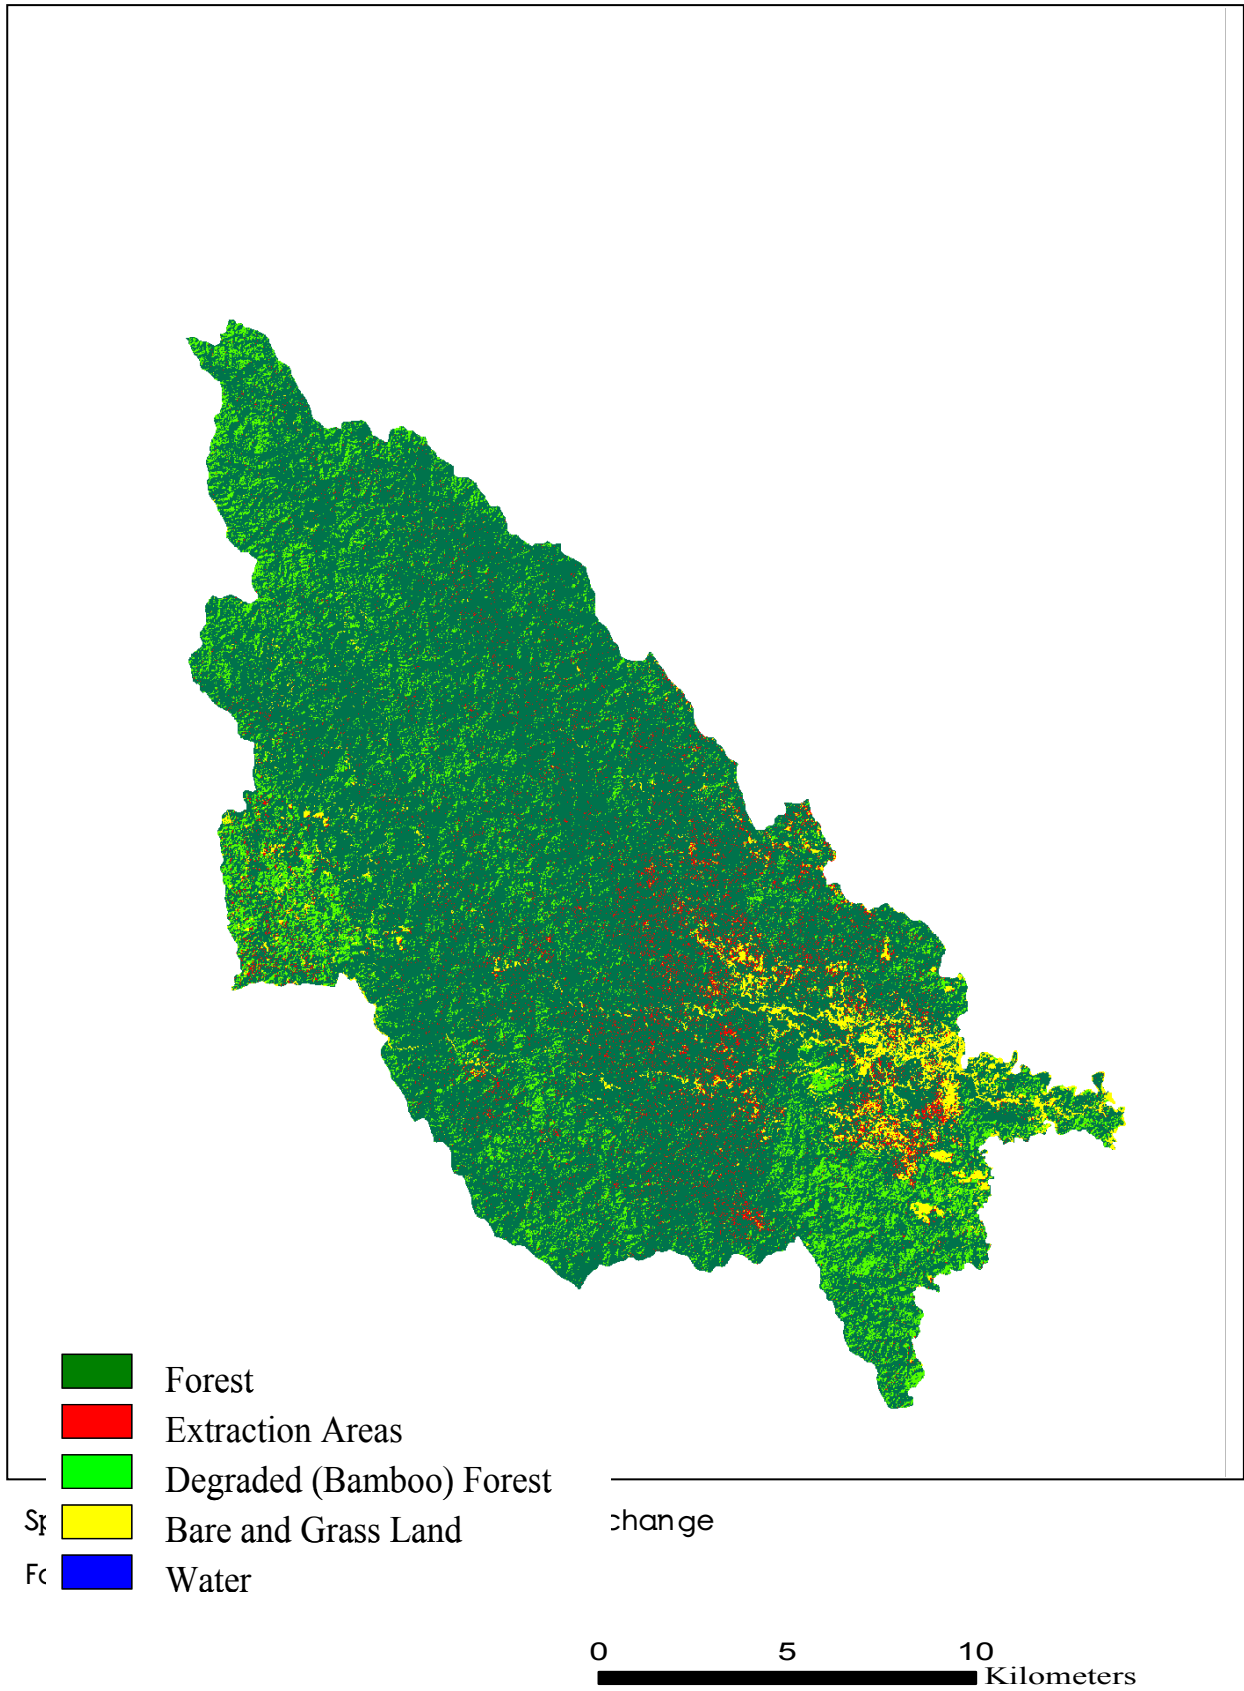 Forest
Extraction Areas
Degraded (Bamboo) Forest
Bare and Grass Land
change
Water
0 5 10
Kilometers